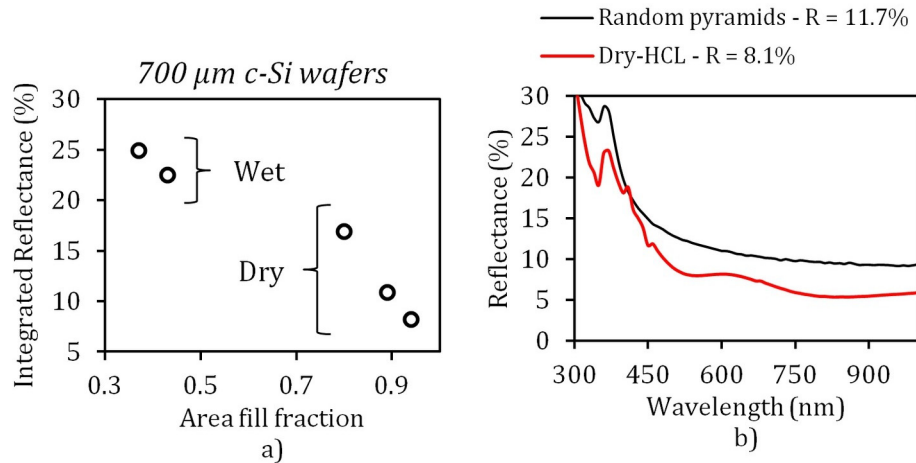 700 μm c-Si wafers
Integrated Reflectance (%)
30
25
20
15
10
5
Wet
Dry
0.3 0.5 0.7 0.9
Area fill fraction
a)
Random pyramids - R = 11.7%
Dry-HCL - R = 8.1%
Reflectance (%)
30
25
20
15
10
5
0
300 450 600 750 900
Wavelength (nm)
b)